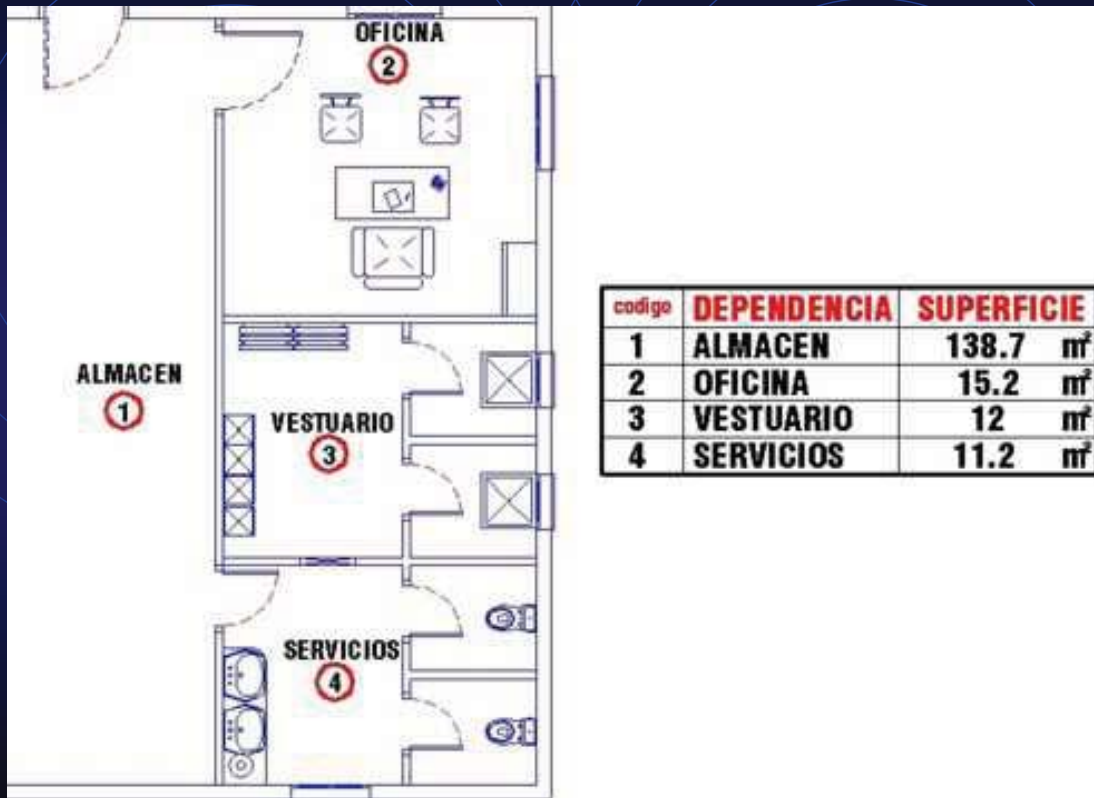 OFICINA
2
ALMACEN
1
VESTUARIO
3
SERVICIOS
4
codigo DEPENDENCIA SUPERFICIE
1 ALMACEN 138.7 m²
2 OFICINA 15.2 m²
3 VESTUARIO 12 m²
4 SERVICIOS 11.2 m²